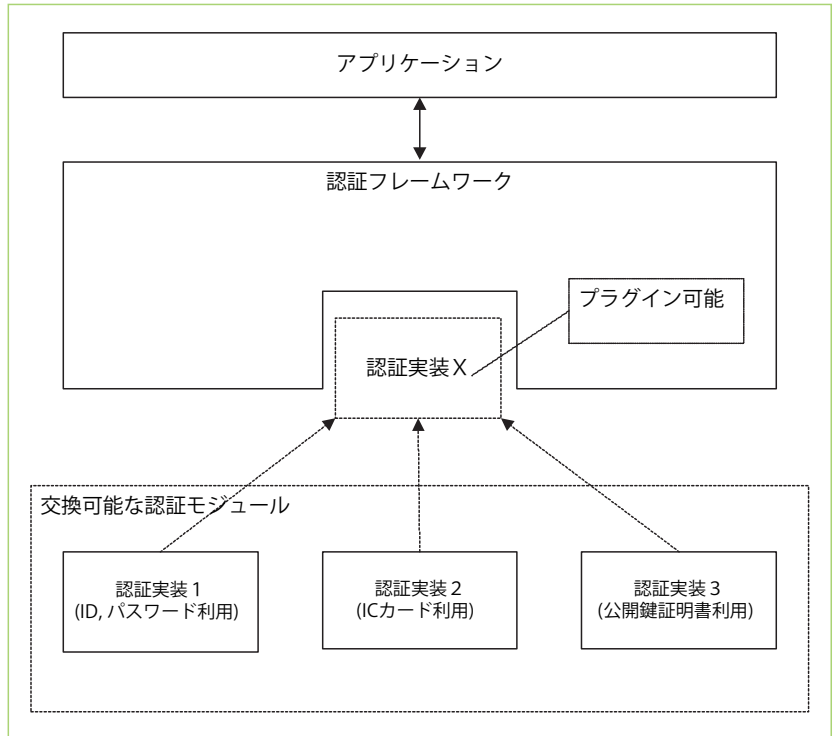 アプリケーション
認証フレームワーク
プラグイン可能
認証実装X
交換可能な認証モジュール
認証実装1
(ID, パスワード利用)
認証実装2
(ICカード利用)
認証実装3
(公開鍵証明書利用)